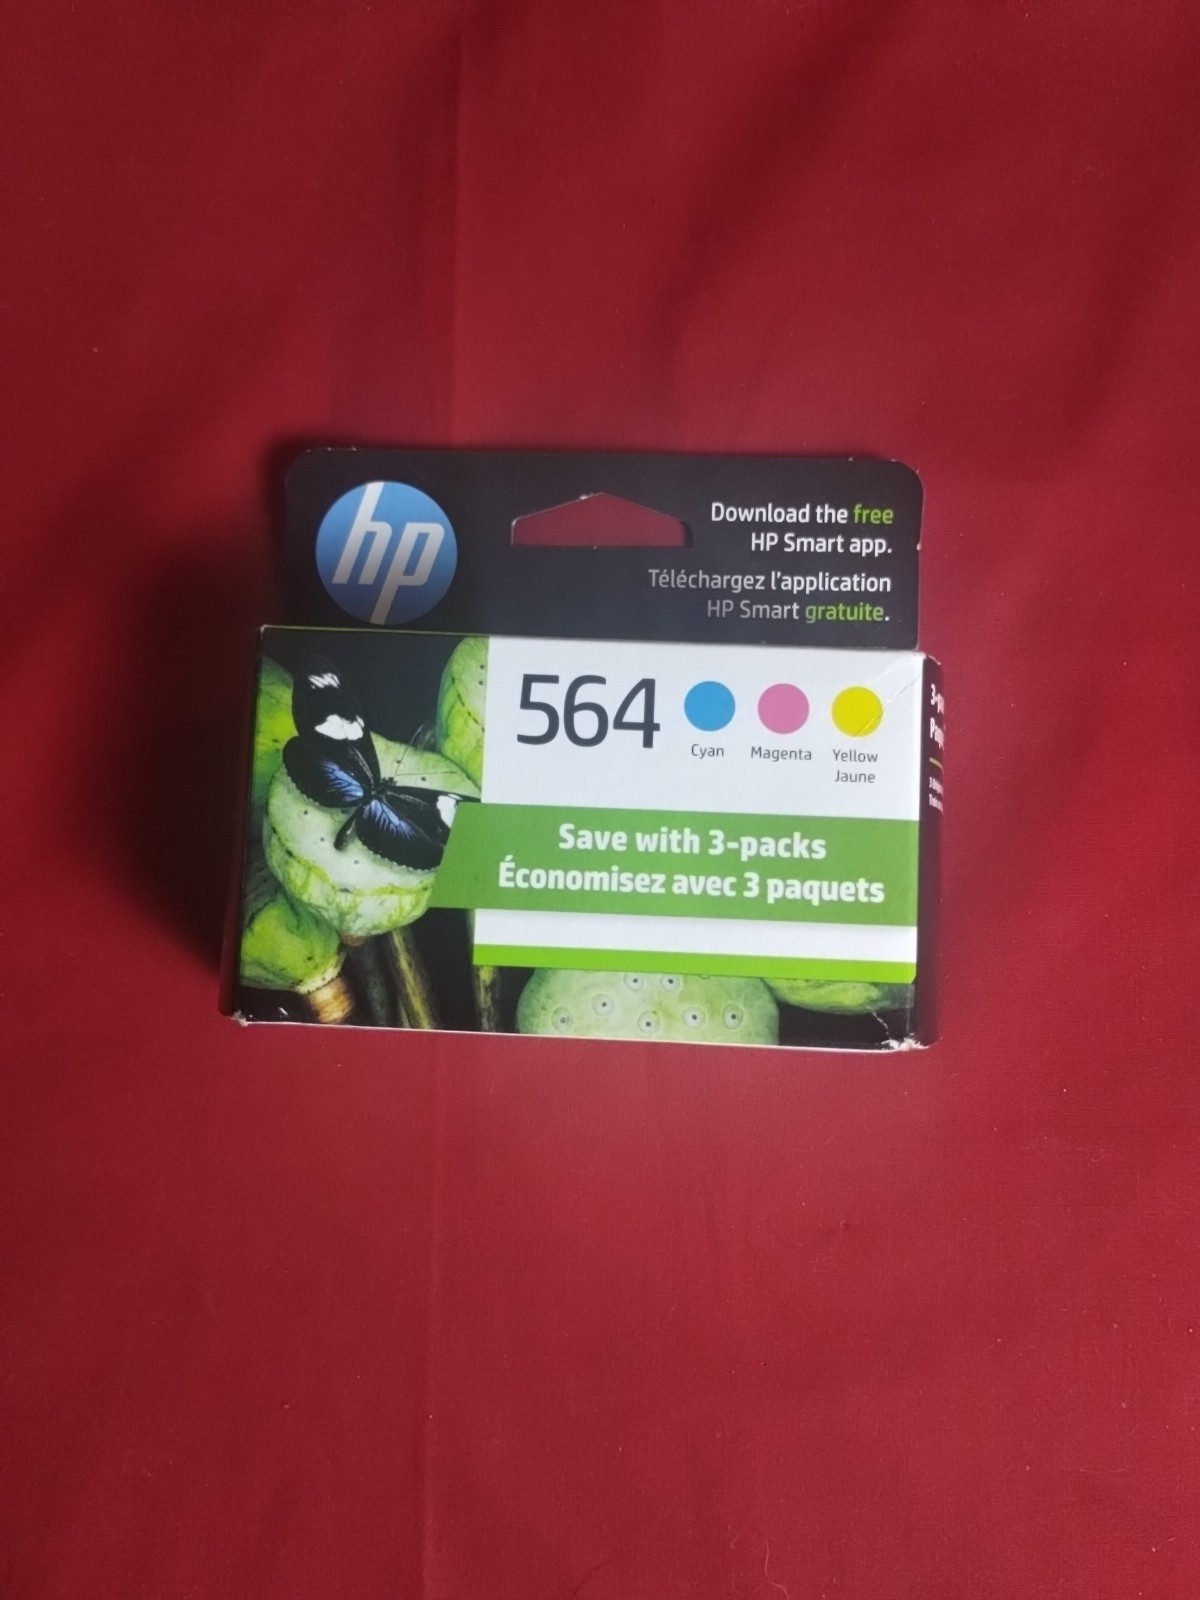 hp
Download the free
HP Smart app.
Téléchargez l'application
HP Smart gratuite.
564
Cyan
Magenta
Yellow
Jaune
Save with 3-packs
Économisez avec 3 paquets